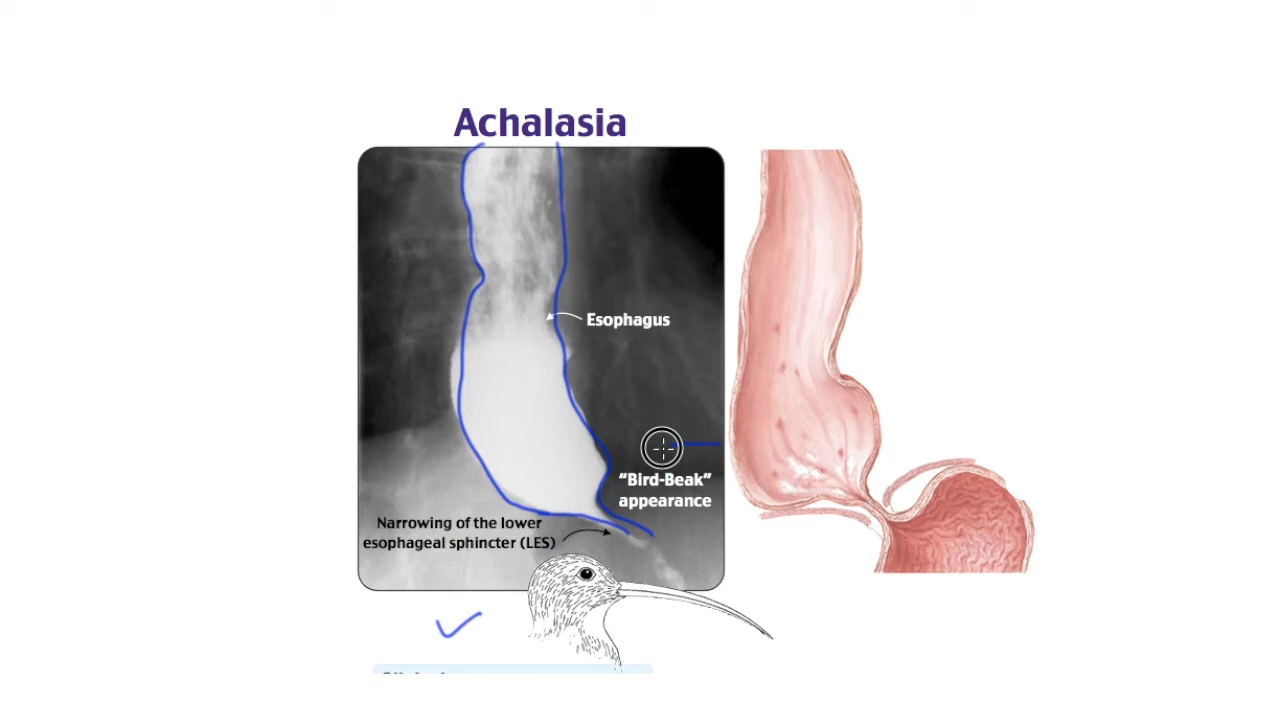 Achalasia
Esophagus
“Bird-Beak”
appearance
Narrowing of the lower
esophageal sphincter (LES)